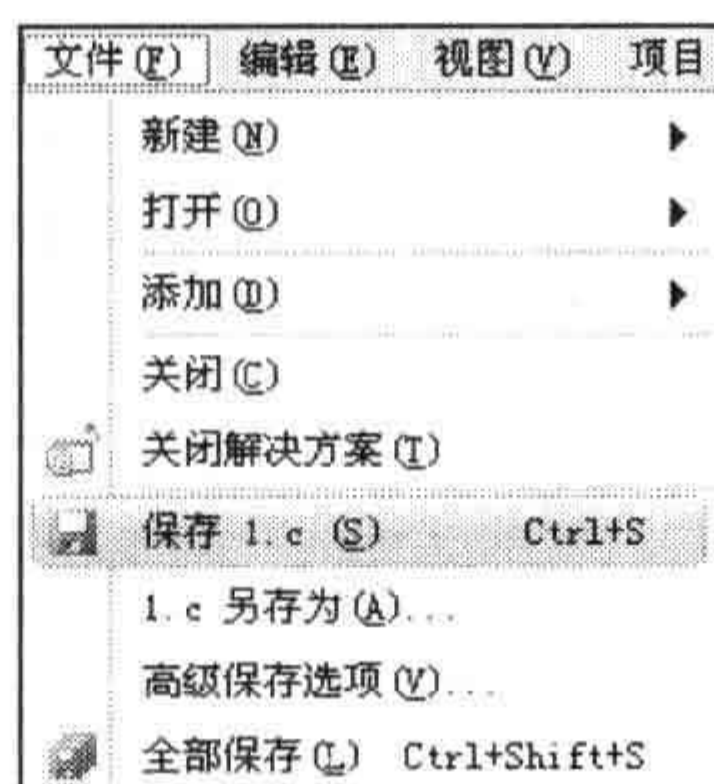 文件(F) 编辑(E) 视图(V) 项目
新建(N)
打开(O)
添加(D)
关闭(C)
关闭解决方案(T)
保存 1.c (S) Ctrl+S
1.c 另存为(A)...
高级保存选项(V)...
全部保存(L) Ctrl+Shift+S